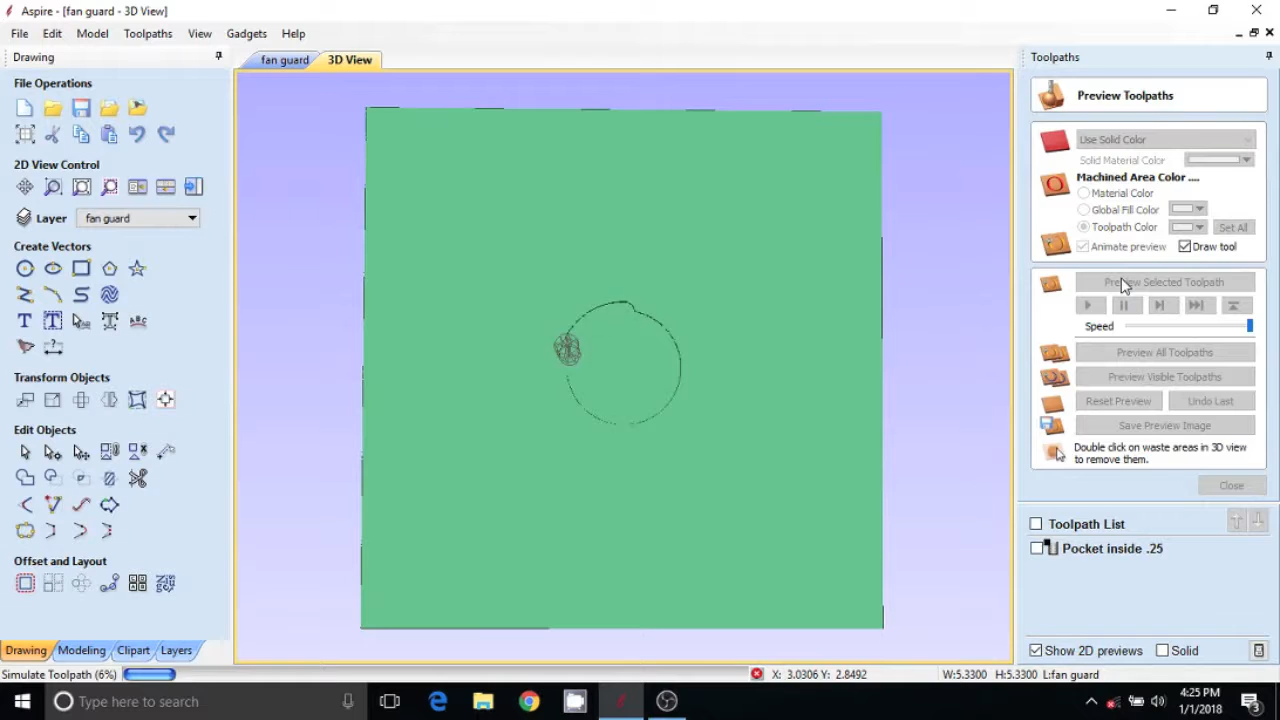 Aspire - [fan guard - 3D View]
File Edit Model Toolpaths View Gadgets Help
Drawing
File Operations
2D View Control
Layer fan guard
Create Vectors
Transform Objects
Edit Objects
Offset and Layout
Drawing Modeling Clipart Layers
fan guard 3D View
Toolpaths
Preview Toolpaths
Use Solid Color
Solid Material Color
Machined Area Color ....
Material Color
Global Fill Color
Toolpath Color Set All
Animate preview Draw tool
Preview Selected Toolpath
Speed
Preview All Toolpaths
Preview Visible Toolpaths
Reset Preview Undo Last
Save Preview Image
Double click on waste areas in 3D view
to remove them.
Close
Toolpath List
Pocket inside .25
Show 2D previews Solid
Simulate Toolpath (6%) X: 3.0306 Y: 2.8492 W:5.3300 H:5.3300 L:fan guard
Type here to search
4:25 PM
1/1/2018
3